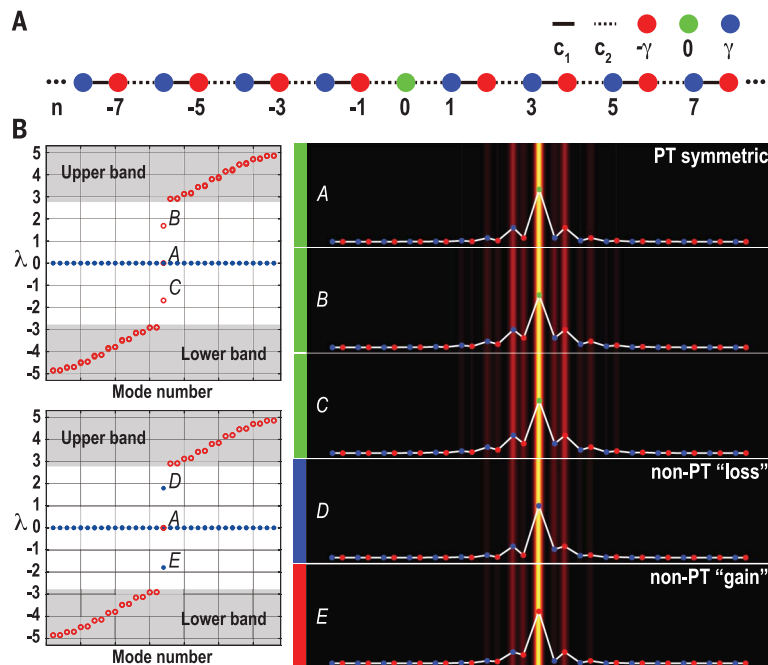 A
c₁ c₂ -γ 0 γ
n -7 -5 -3 -1 0 1 3 5 7
B
5
4
3
2
1
λ 0
-1
-2
-3
-4
-5
Upper band
B
A
C
Lower band
Mode number
5
4
3
2
1
λ 0
-1
-2
-3
-4
-5
Upper band
D
A
E
Lower band
Mode number
PT symmetric
A
B
C
non-PT “loss”
D
non-PT “gain”
E